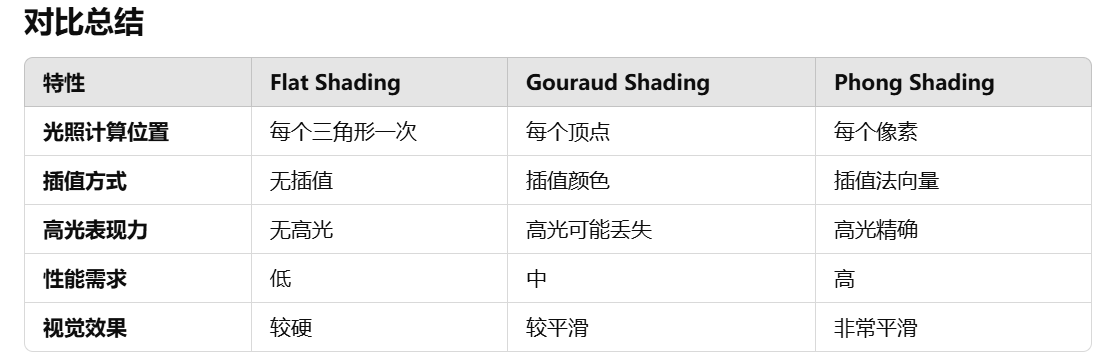 对比总结
特性 Flat Shading Gouraud Shading Phong Shading
光照计算位置 每个三角形一次 每个顶点 每个像素
插值方式 无插值 插值颜色 插值法向量
高光表现力 无高光 高光可能丢失 高光精确
性能需求 低 中 高
视觉效果 较硬 较平滑 非常平滑